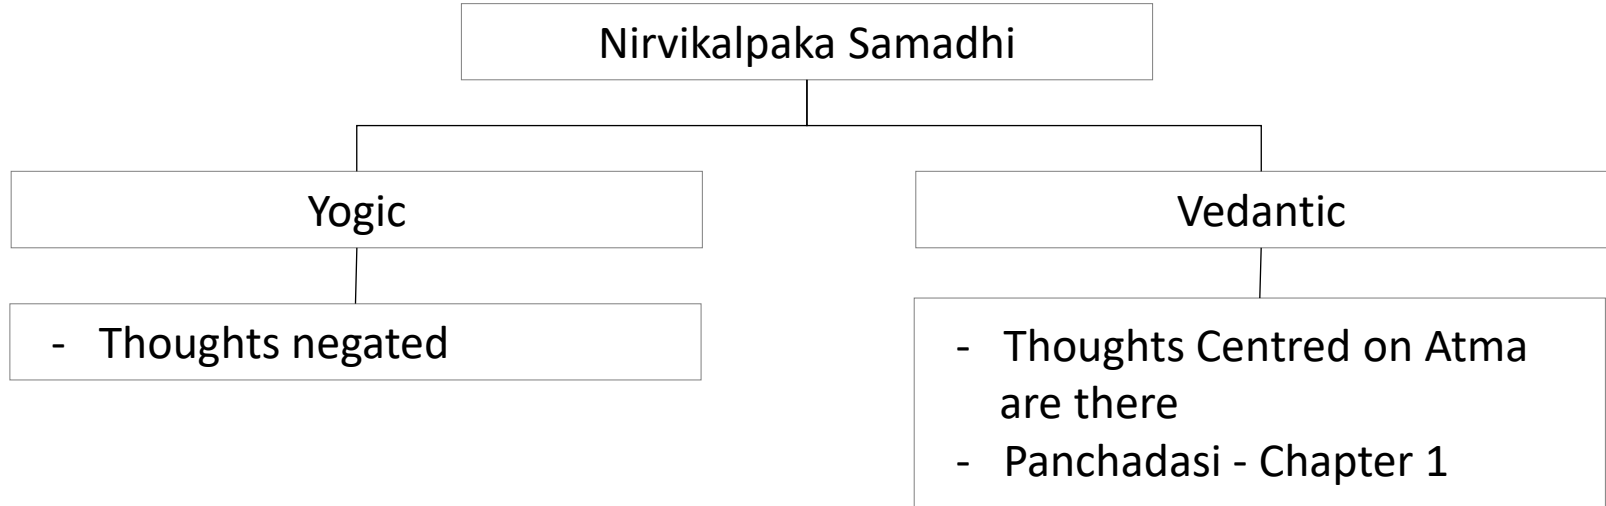 Nirvikalpaka Samadhi
Yogic
Vedantic
- Thoughts negated
- Thoughts Centred on Atma
are there
- Panchadasi - Chapter 1